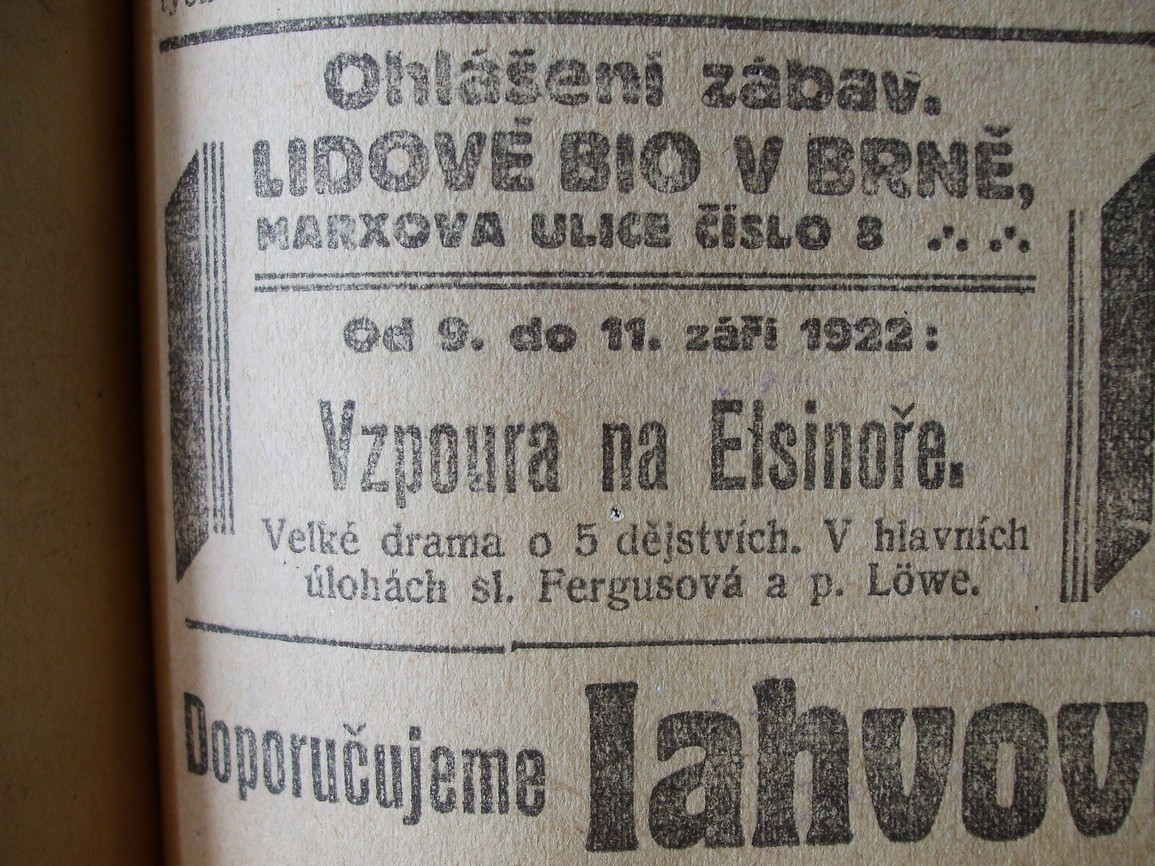 Ohlášení zábav.
LIDOVÉ BIO V BRNĚ,
MARXOVA ULICE ČÍSLO 8
Od 9. do 11. září 1922:
Vzpoura na Elsinoře.
Velké drama o 5 dějstvích. V hlavních
úlohách sl. Fergusová a p. Löwe.
Doporučujeme lahvov